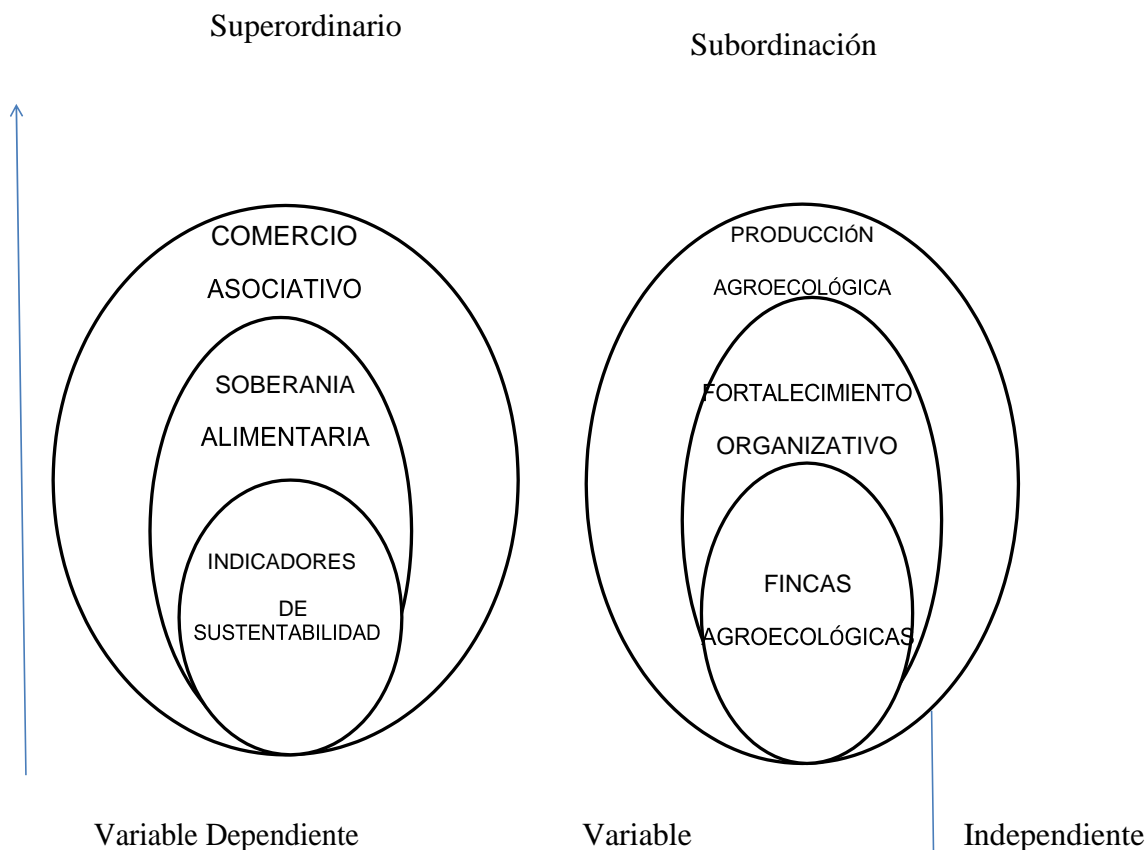 Superordinario
Subordinación
COMERCIO
ASOCIATIVO
SOBERANIA
ALIMENTARIA
INDICADORES
DE
SUSTENTABILIDAD
PRODUCCIÓN
AGROECOLÓGICA
FORTALECIMIENTO
ORGANIZATIVO
FINCAS
AGROECOLÓGICAS
Variable Dependiente
Variable Independiente